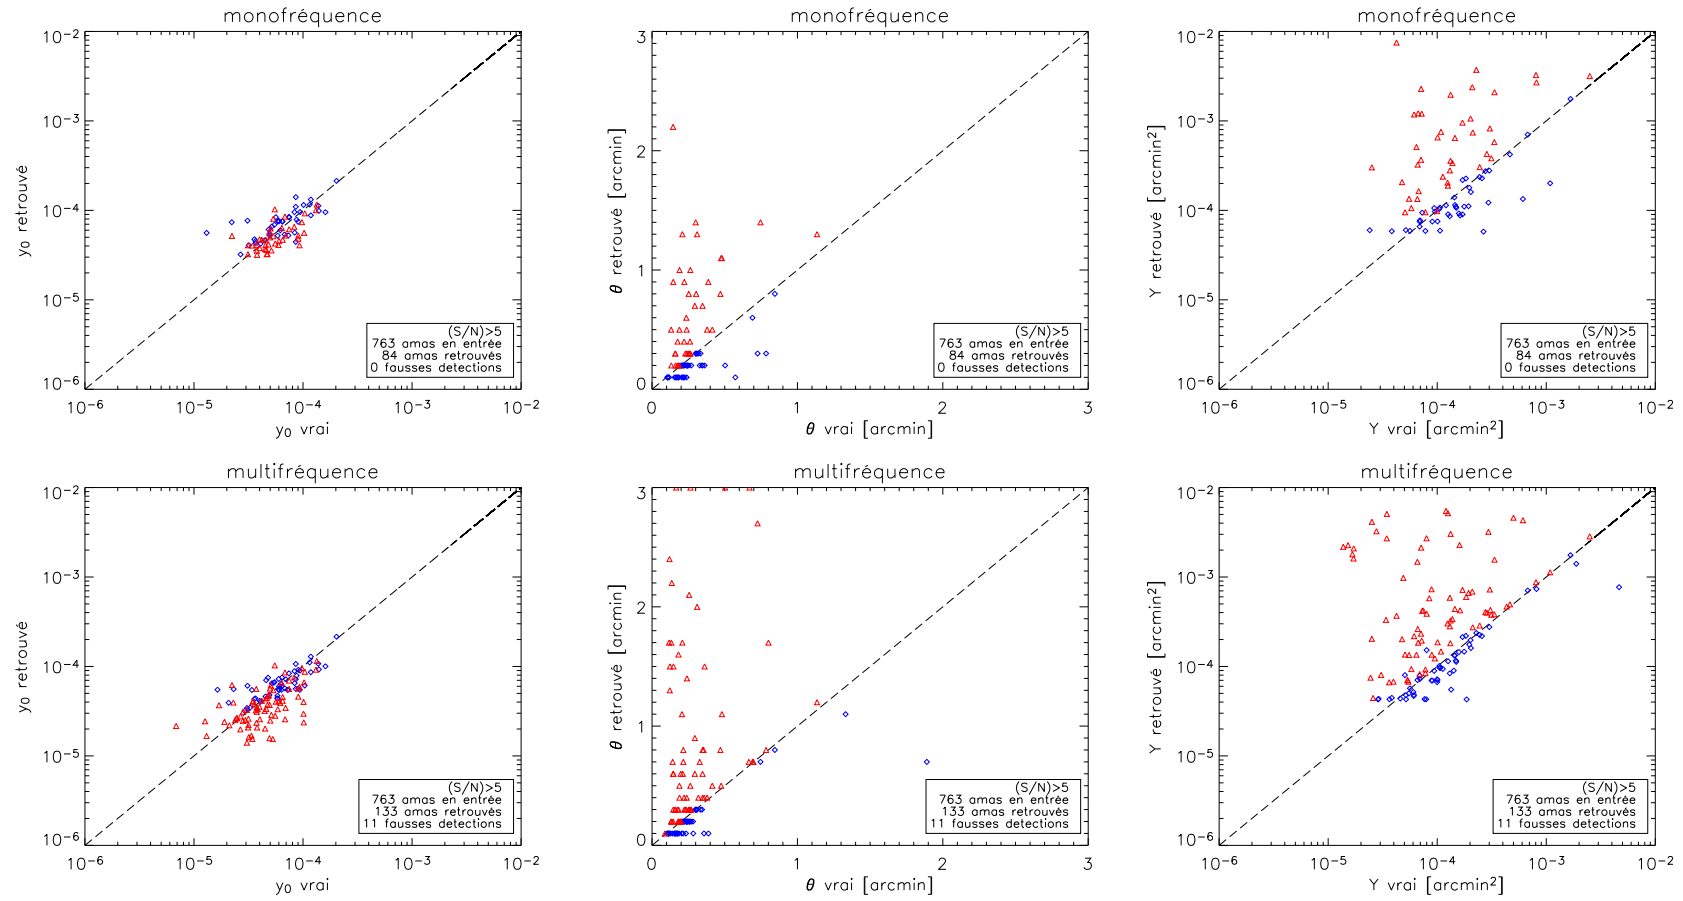 monofréquence
10⁻²
10⁻³
10⁻⁴
10⁻⁵
10⁻⁶
y₀ retrouvé
(S/N)>5
763 amas en entrée
84 amas retrouvés
0 fausses detections
10⁻⁶ 10⁻⁵ 10⁻⁴ 10⁻³ 10⁻²
y₀ vrai
monofréquence
3
2
1
0
θ retrouvé [arcmin]
(S/N)>5
763 amas en entrée
84 amas retrouvés
0 fausses detections
0 1 2 3
θ vrai [arcmin]
monofréquence
10⁻²
10⁻³
10⁻⁴
10⁻⁵
10⁻⁶
Y retrouvé [arcmin²]
(S/N)>5
763 amas en entrée
84 amas retrouvés
0 fausses detections
10⁻⁶ 10⁻⁵ 10⁻⁴ 10⁻³ 10⁻²
Y vrai [arcmin²]
multifréquence
10⁻²
10⁻³
10⁻⁴
10⁻⁵
10⁻⁶
y₀ retrouvé
(S/N)>5
763 amas en entrée
133 amas retrouvés
11 fausses detections
10⁻⁶ 10⁻⁵ 10⁻⁴ 10⁻³ 10⁻²
y₀ vrai
multifréquence
3
2
1
0
θ retrouvé [arcmin]
(S/N)>5
763 amas en entrée
133 amas retrouvés
11 fausses detections
0 1 2 3
θ vrai [arcmin]
multifréquence
10⁻²
10⁻³
10⁻⁴
10⁻⁵
10⁻⁶
Y retrouvé [arcmin²]
(S/N)>5
763 amas en entrée
133 amas retrouvés
11 fausses detections
10⁻⁶ 10⁻⁵ 10⁻⁴ 10⁻³ 10⁻²
Y vrai [arcmin²]